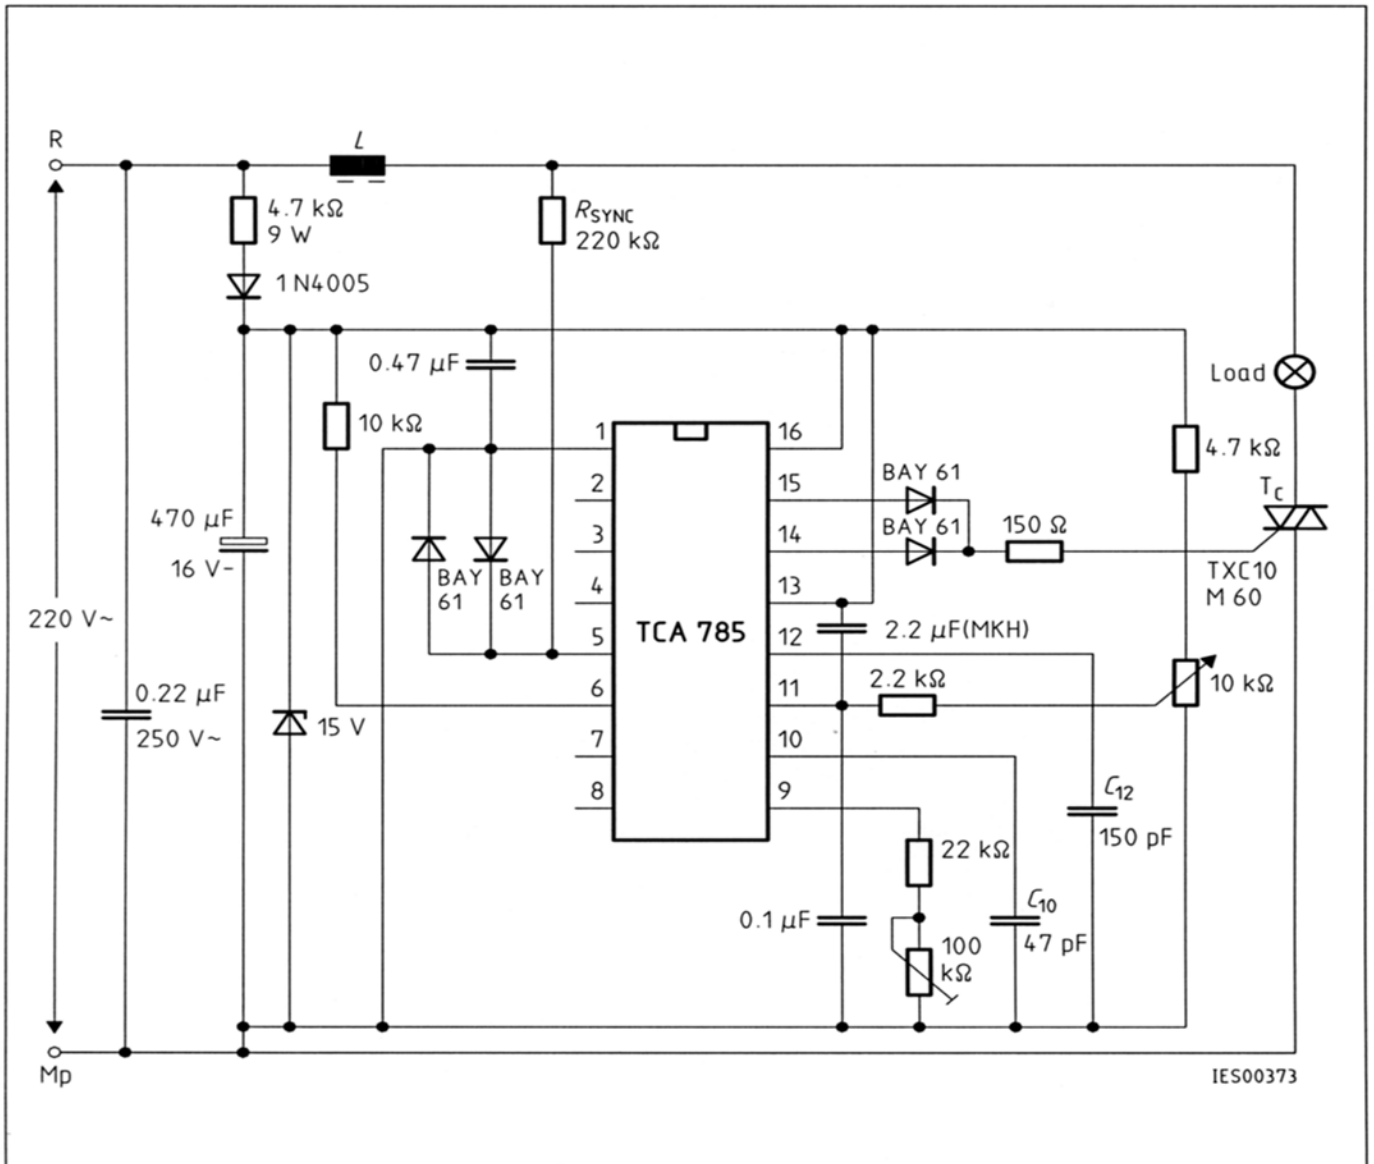 R
L
4.7 kΩ
9 W
R SYNC
220 kΩ
1N4005
0.47 µF
Load
10 kΩ
1
16
4.7 kΩ
2
15
BAY 61
TC
470 µF
16 V-
3
14
BAY 61
150 Ω
BAY
61
BAY
61
4
13
TXC10
M 60
220 V~
5
TCA 785
12
2.2 µF(MKH)
0.22 µF
250 V~
15 V
6
11
2.2 kΩ
10 kΩ
7
10
8
9
C12
150 pF
22 kΩ
0.1 µF
C10
47 pF
100
kΩ
Mp
IES00373